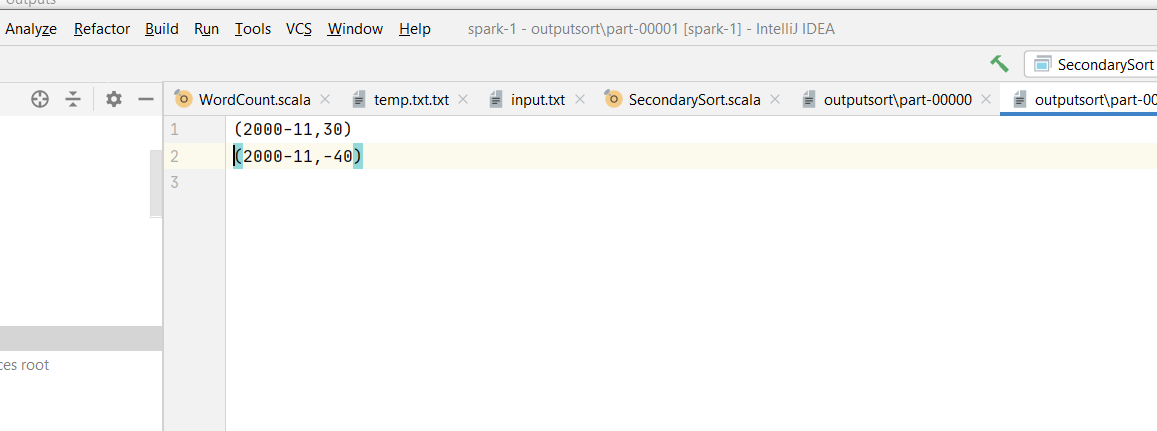 outputs
Analyze Refactor Build Run Tools VCS Window Help spark-1 - outputsort\part-00001 [spark-1] - IntelliJ IDEA
SecondarySort
WordCount.scala temp.txt.txt input.txt SecondarySort.scala outputsort\part-00000 outputsort\part-00
1 (2000-11,30)
2 (2000-11,-40)
3
ces root